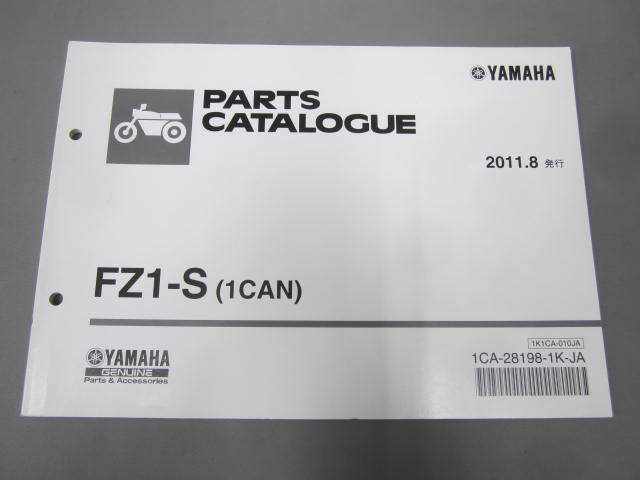 YAMAHA
PARTS
CATALOGUE
2011.8 発行
FZ1-S (1CAN)
YAMAHA
GENUINE
Parts & Accessories
1K1CA-010JA
1CA-28198-1K-JA